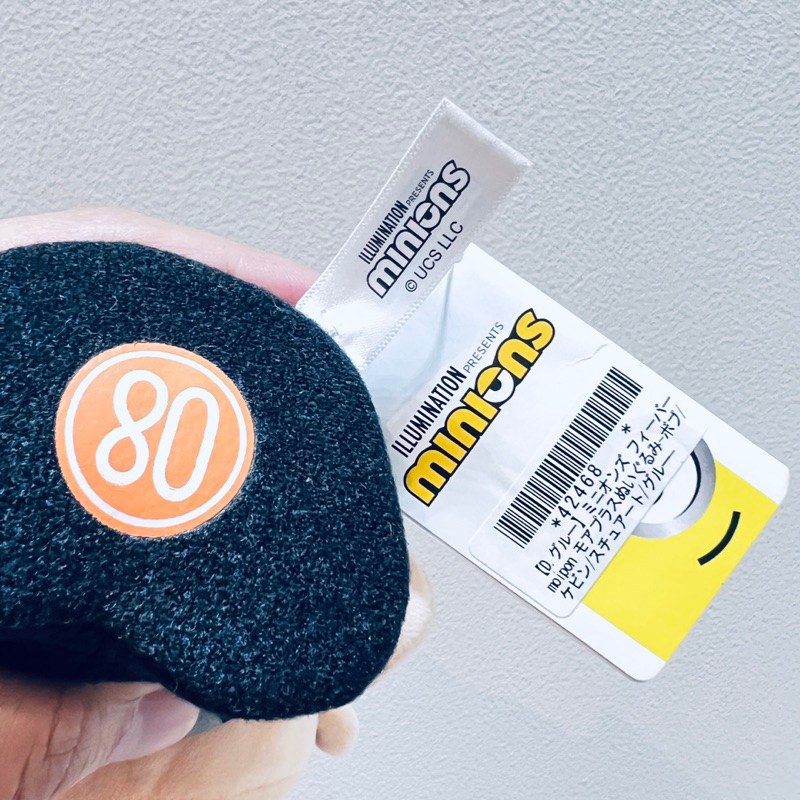 ILLUMINATION PRESENTS
minions
© UCS LLC
ILLUMINATION PRESENTS
minions
*42468*
【D.グルー】ミニオンズ フィーバー
moipon モアプラスぬいぐるみ-ボブ/
ケビン/スチュアート/グルー
80